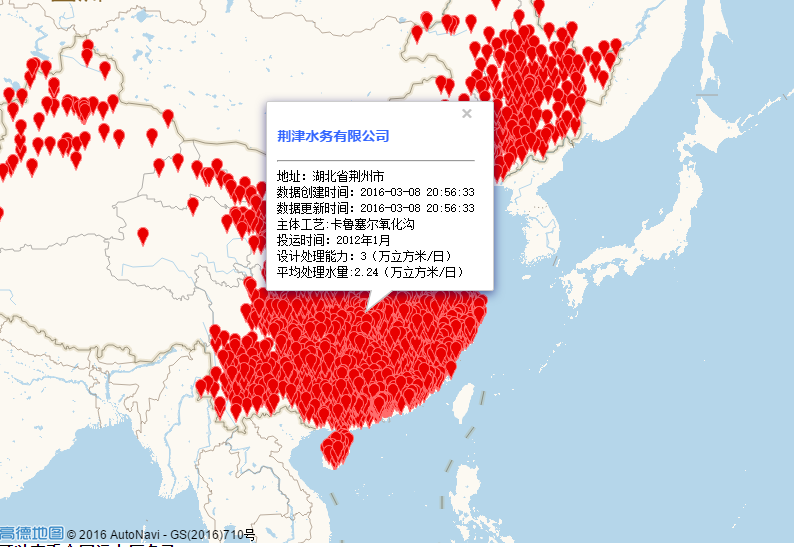 荆津水务有限公司
地址: 湖北省荆州市
数据创建时间: 2016-03-08 20:56:33
数据更新时间: 2016-03-08 20:56:33
主体工艺:卡鲁塞尔氧化沟
投运时间: 2012年1月
设计处理能力: 3（万立方米/日）
平均处理水量:2.24（万立方米/日）
高德地图 © 2016 AutoNavi - GS(2016)710号